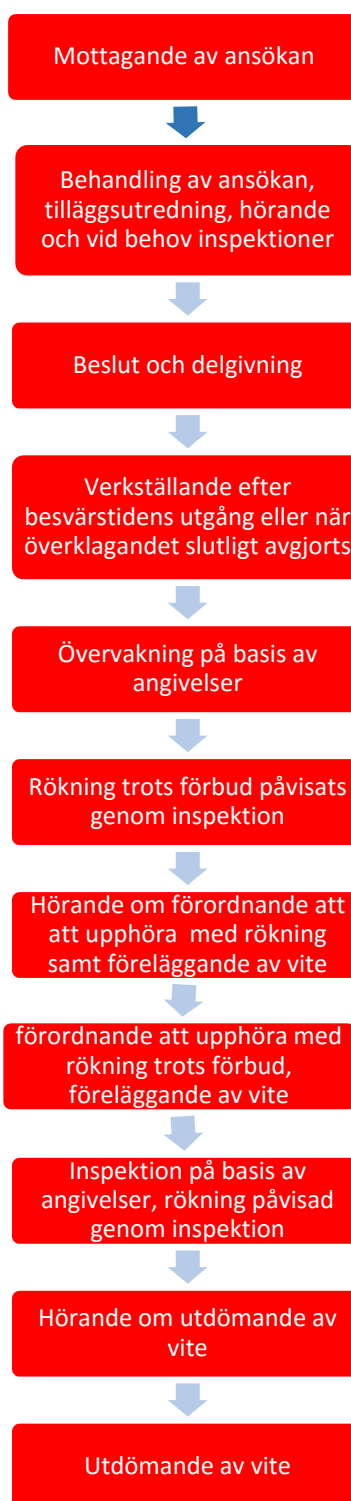 Mottagande av ansökan
Behandling av ansökan,
tilläggsutredning, hörande
och vid behov inspektioner
Beslut och delgivning
Verkställande efter
besvärstidens utgång eller när
överklagandet slutligt avgjorts
Övervakning på basis av
angivelser
Rökning trots förbud påvisats
genom inspektion
Hörande om förordnande att
att upphöra  med rökning
samt föreläggande av vite
förordnande att upphöra med
rökning trots förbud,
föreläggande av vite
Inspektion på basis av
angivelser, rökning påvisad
genom inspektion
Hörande om utdömande av
vite
Utdömande av vite